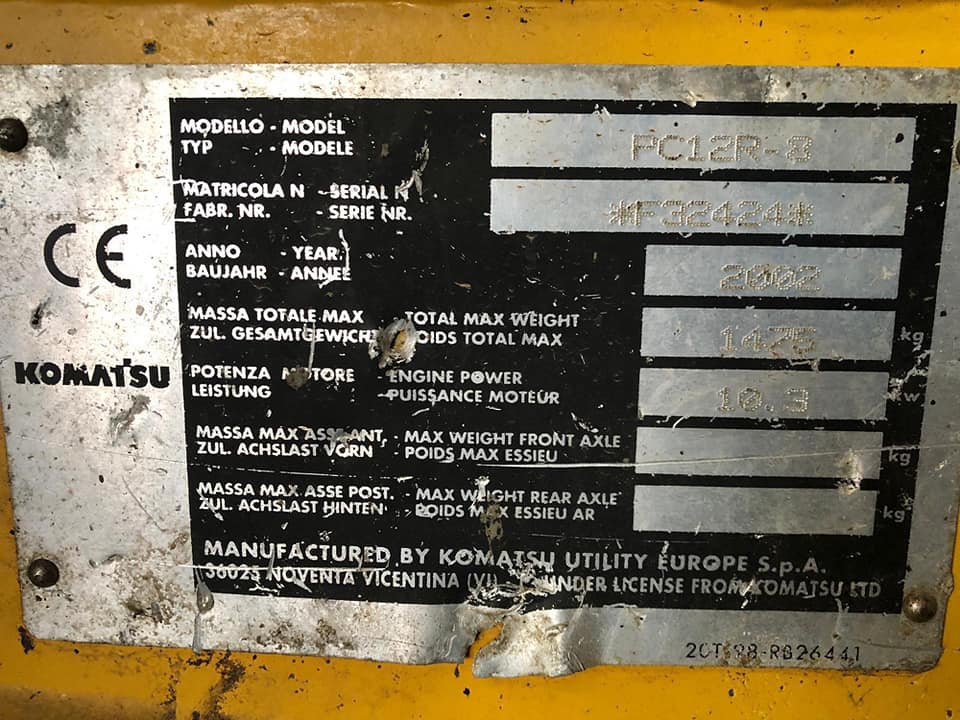 MODELLO - MODEL
TYP - MODELE
PC12R-8
MATRICOLA N - SERIAL N
FABR. NR. - SERIE NR.
*F32424*
ANNO - YEAR
BAUJAHR - ANNEE
2002
MASSA TOTALE MAX - TOTAL MAX WEIGHT
ZUL. GESAMTGEWICHT POIDS TOTAL MAX
1475 kg
POTENZA MOTORE - ENGINE POWER
LEISTUNG - PUISSANCE MOTEUR
10.3 kw
MASSA MAX ASSE ANT. - MAX WEIGHT FRONT AXLE
ZUL. ACHSLAST VORN - POIDS MAX ESSIEU
kg
MASSA MAX ASSE POST. - MAX WEIGHT REAR AXLE
ZUL. ACHSLAST HINTEN - POIDS MAX ESSIEU AR
kg
CE
KOMATSU
MANUFACTURED BY KOMATSU UTILITY EUROPE S.p.A.
36025 NOVENTA VICENTINA (VI) UNDER LICENSE FROM KOMATSU LTD